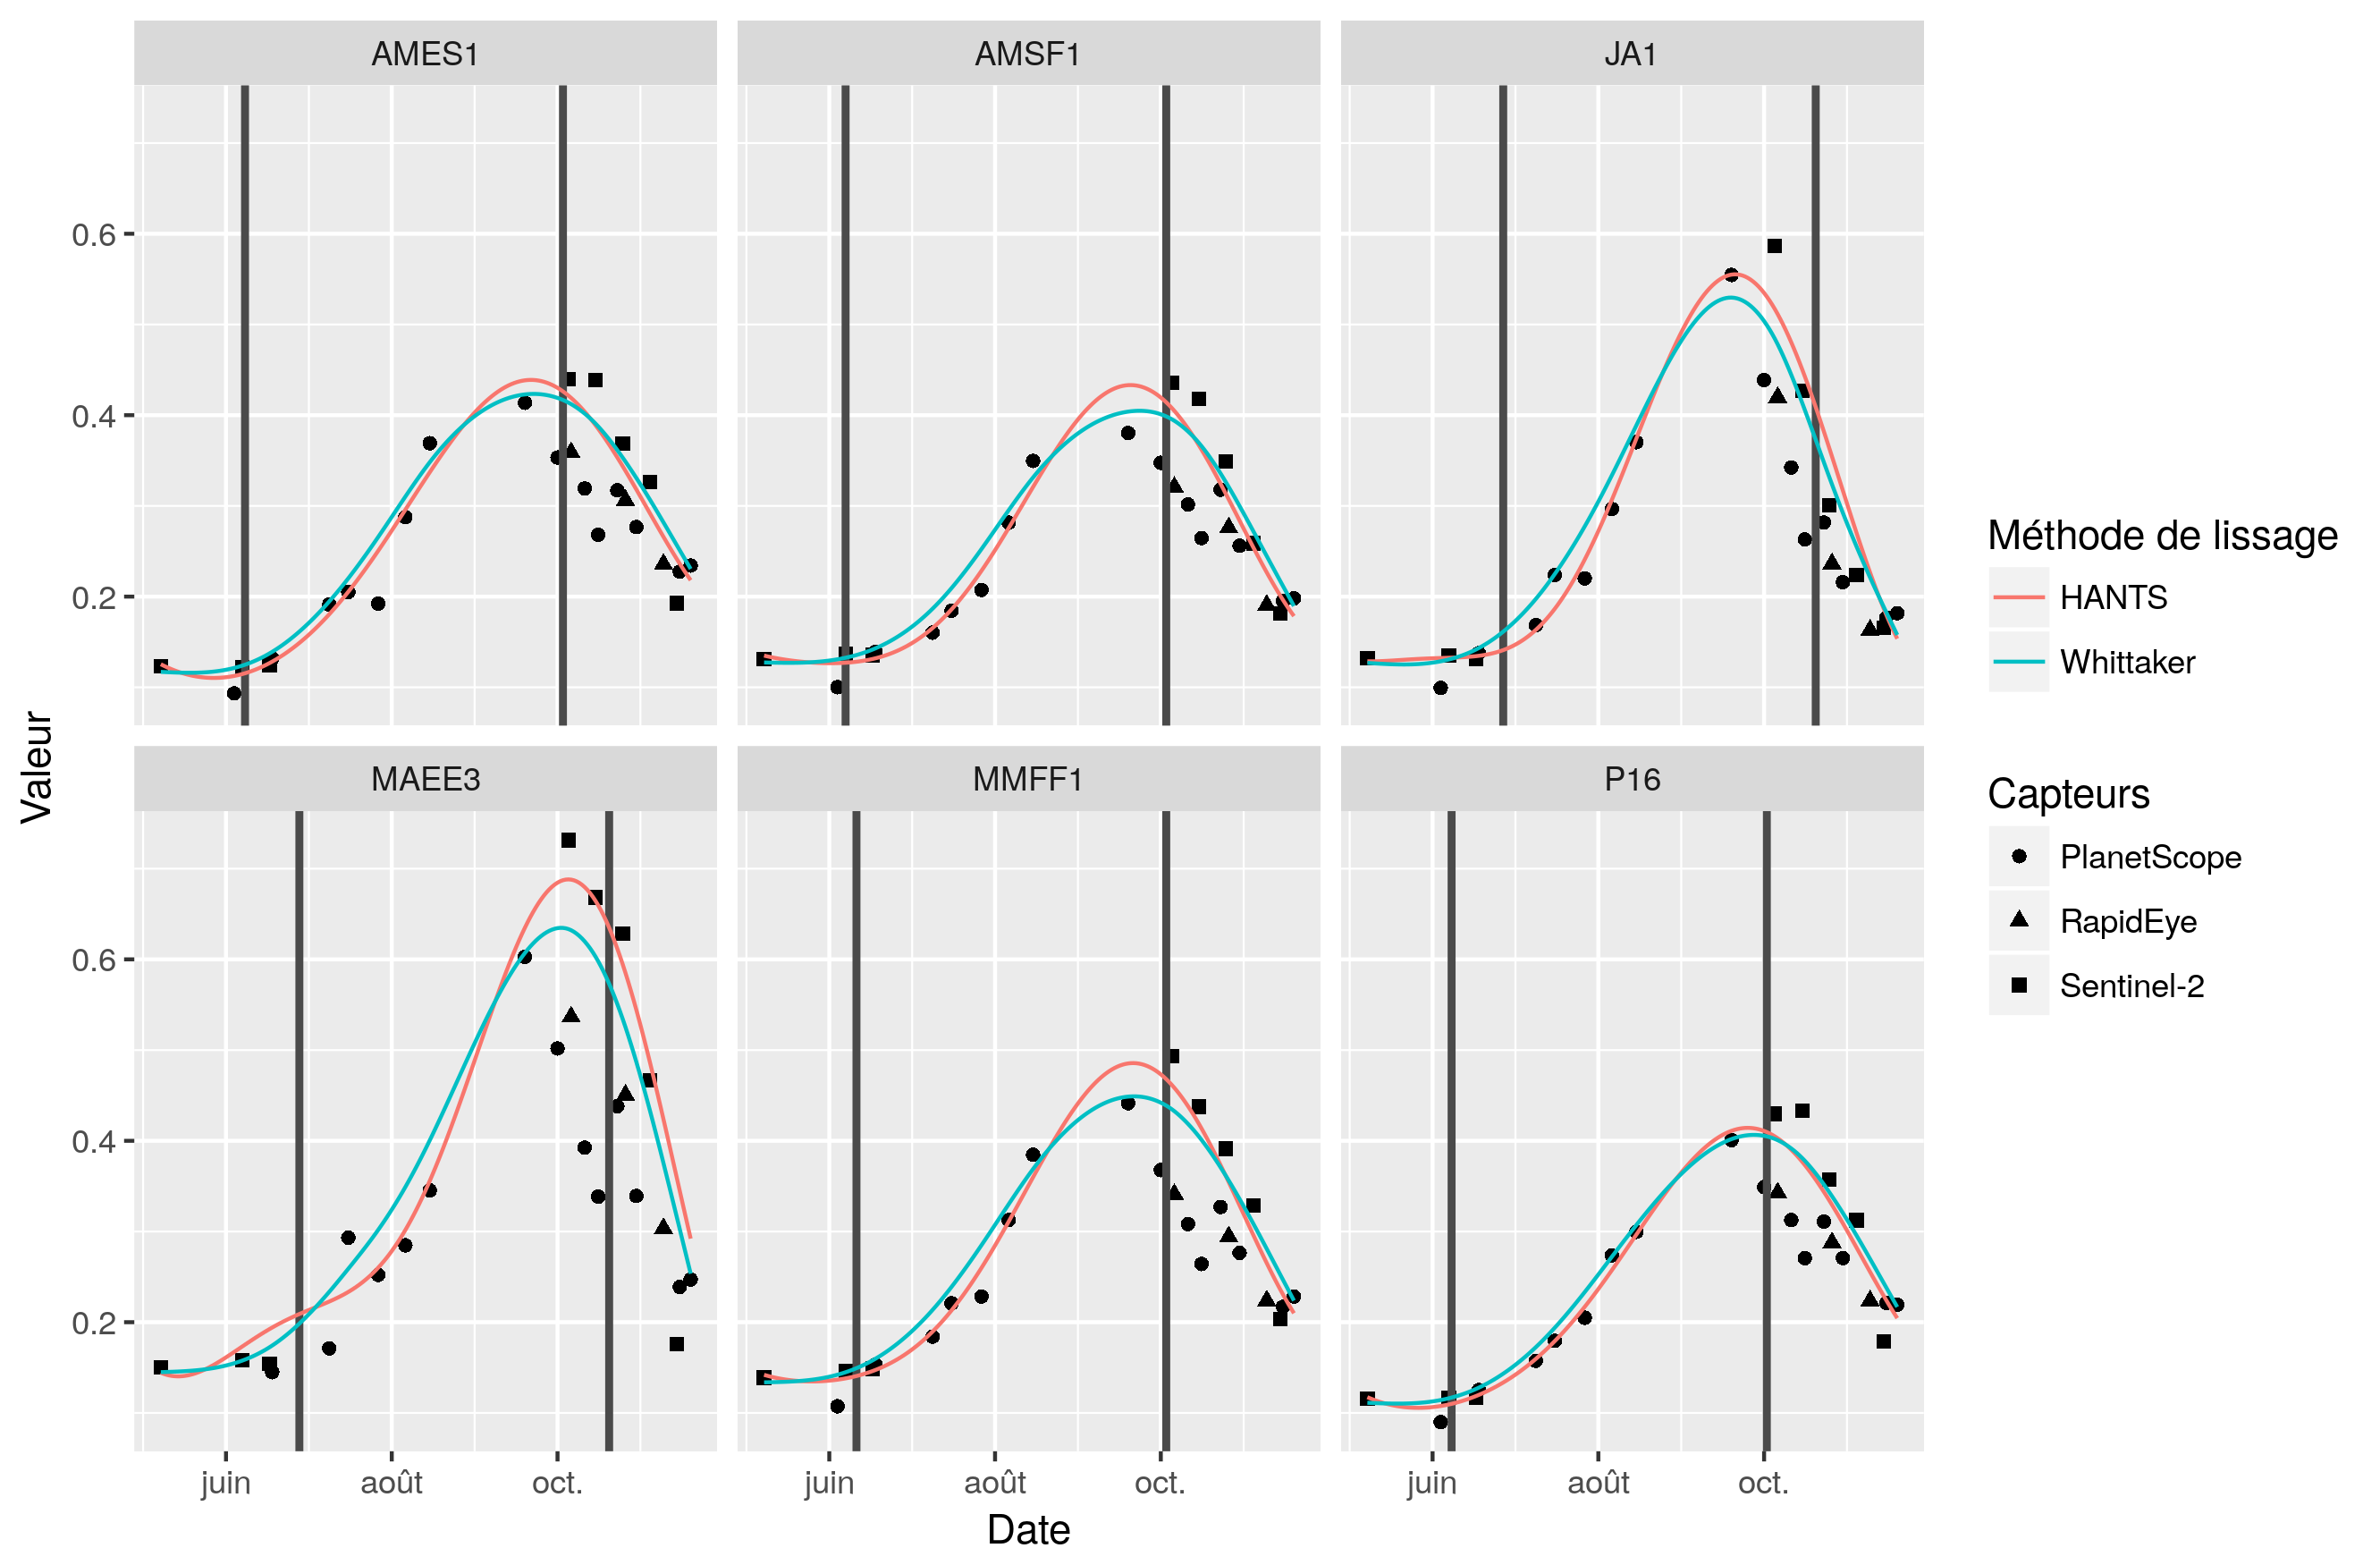 AMES1 AMSF1 JA1
0.6
0.4
0.2
Valeur
MAEE3 MMFF1 P16
0.6
0.4
0.2
juin août oct. juin août oct. juin août oct.
Date
Méthode de lissage
HANTS
Whittaker
Capteurs
PlanetScope
RapidEye
Sentinel-2